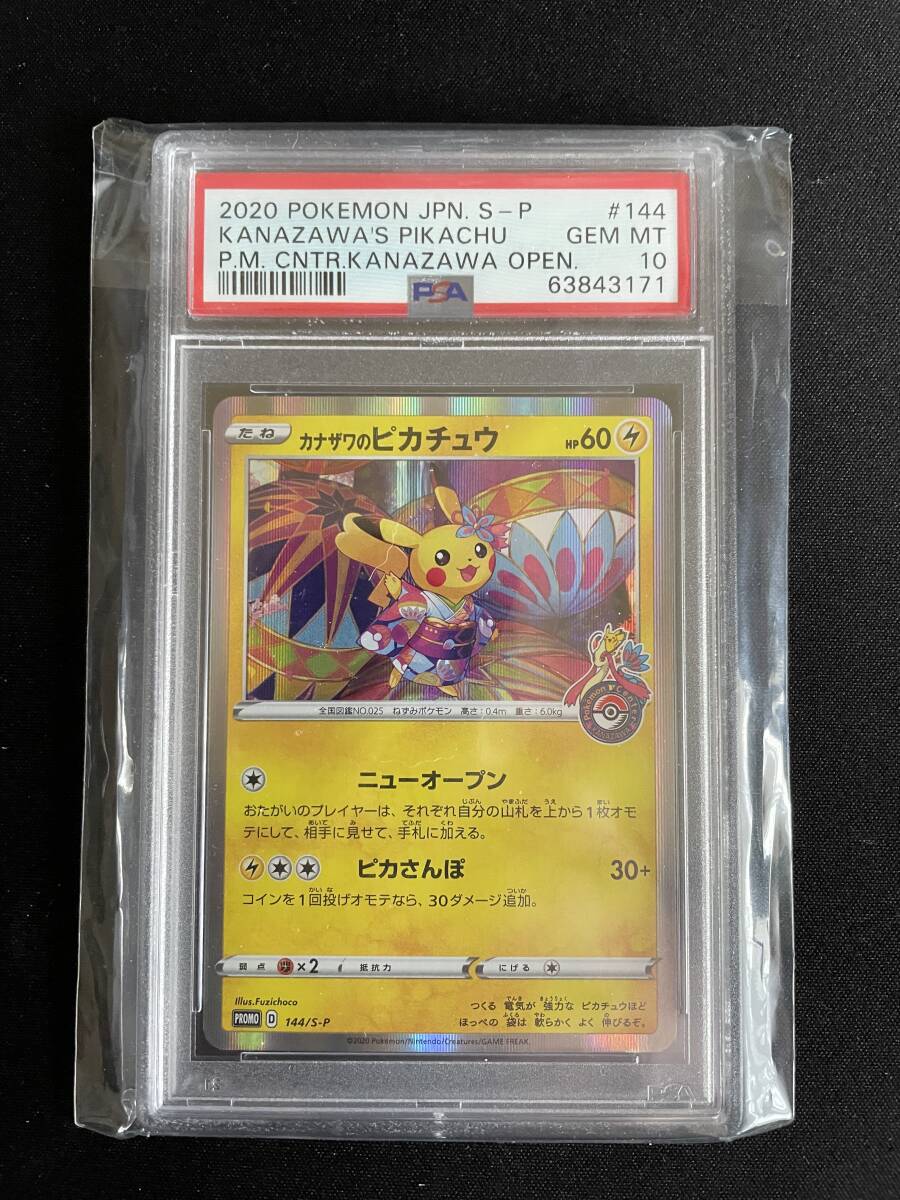 2020 POKEMON JPN. S-P #144
KANAZAWA'S PIKACHU GEM MT
P.M. CNTR.KANAZAWA OPEN. 10
PSA 63843171
たね カナザワのピカチュウ HP60
全国図鑑NO.025 ねずみポケモン 高さ:0.4m 重さ:6.0kg
Pokémon Center
KANAZAWA
ニューオープン
おたがいのプレイヤーは、それぞれ自分の山札を上から1枚オモ
テにして、相手に見せて、手札に加える。
ピカさんぽ 30+
コインを1回投げオモテなら、30ダメージ追加。
弱点 ×2 抵抗力 にげる
Illus.Fuzichoco
つくる 電気が 強力な ピカチュウほど
ほっぺの 袋は 軟らかく よく 伸びるぞ。
PROMO D 144/S-P
©2020 Pokémon/Nintendo/Creatures/GAME FREAK.
PSA